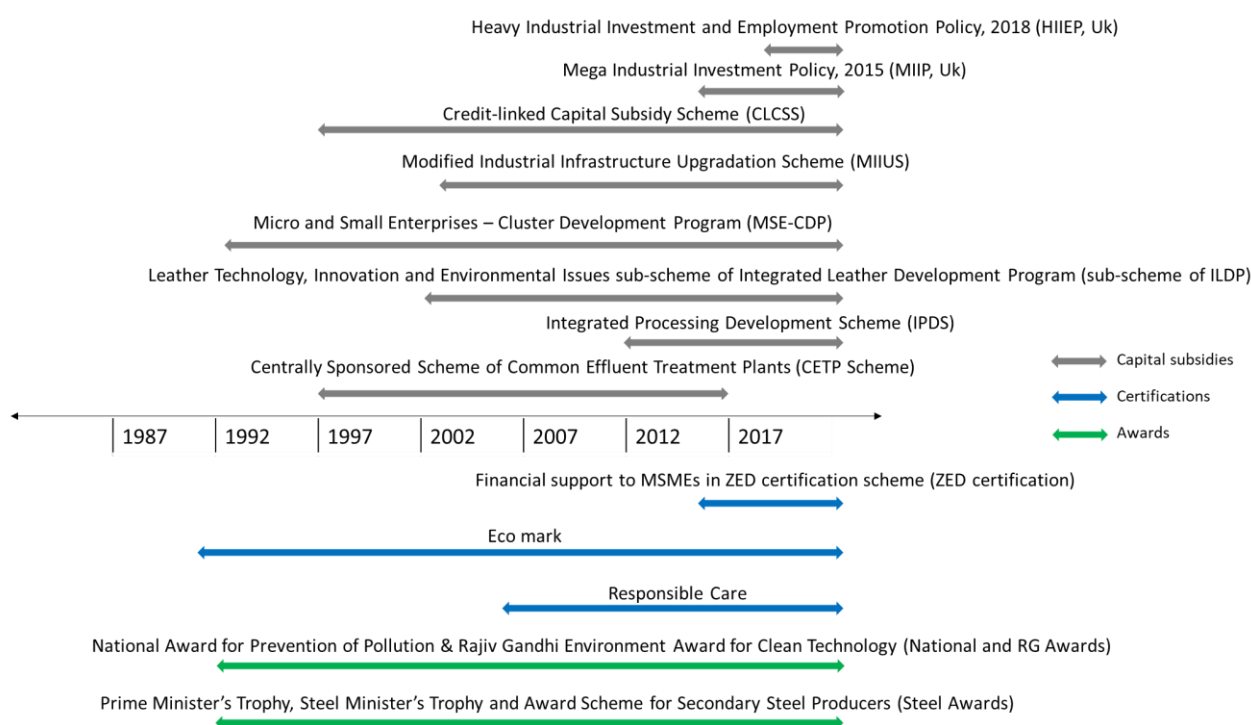 Heavy Industrial Investment and Employment Promotion Policy, 2018 (HIIEP, Uk)
Mega Industrial Investment Policy, 2015 (MIIP, Uk)
Credit-linked Capital Subsidy Scheme (CLCSS)
Modified Industrial Infrastructure Upgradation Scheme (MIIUS)
Micro and Small Enterprises – Cluster Development Program (MSE-CDP)
Leather Technology, Innovation and Environmental Issues sub-scheme of Integrated Leather Development Program (sub-scheme of ILDP)
Integrated Processing Development Scheme (IPDS)
Centrally Sponsored Scheme of Common Effluent Treatment Plants (CETP Scheme)
Capital subsidies
Certifications
Awards
1987 1992 1997 2002 2007 2012 2017
Financial support to MSMEs in ZED certification scheme (ZED certification)
Eco mark
Responsible Care
National Award for Prevention of Pollution & Rajiv Gandhi Environment Award for Clean Technology (National and RG Awards)
Prime Minister’s Trophy, Steel Minister’s Trophy and Award Scheme for Secondary Steel Producers (Steel Awards)